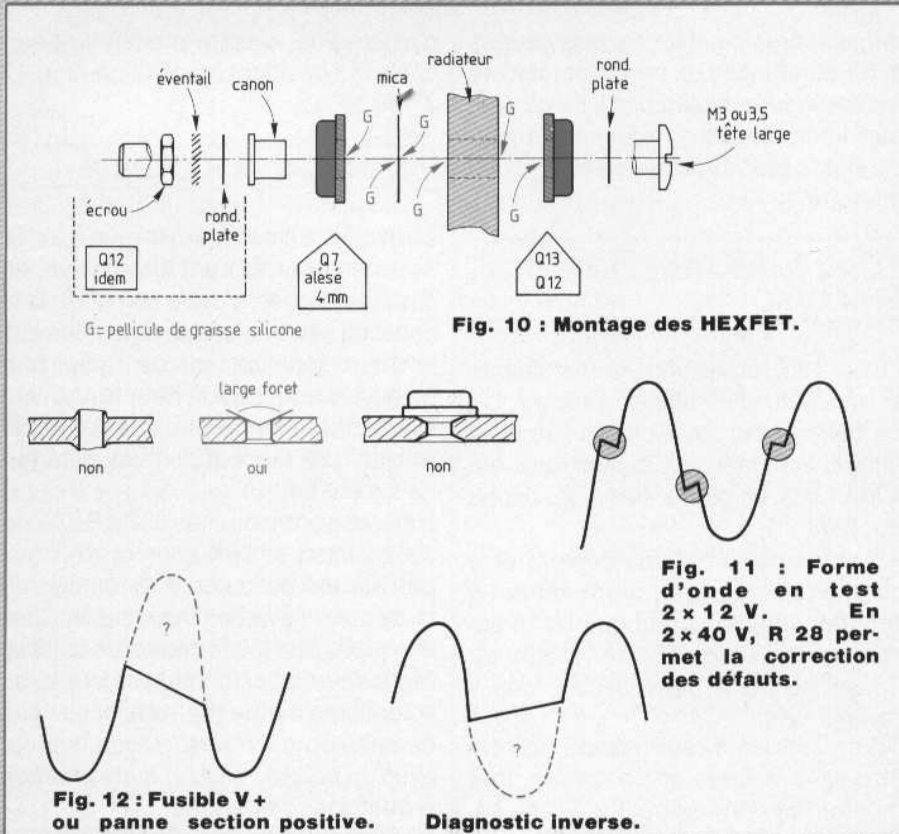 éventail
canon
mica
radiateur
rond.
plate
M3 ou 3,5
tête large
G
G
G
G
écrou
rond.
plate
Q12
idem
Q7
alese
4 mm
Q13
Q12
G = pellicule de graisse silicone
Fig. 10 : Montage des HEXFET.
large foret
non
oui
non
Fig. 11 : Forme
d'onde en test
2 × 12 V. En
2 × 40 V, R 28 per-
met la correction
des défauts.
?
?
Fig. 12 : Fusible V +
ou panne section positive.
Diagnostic inverse.